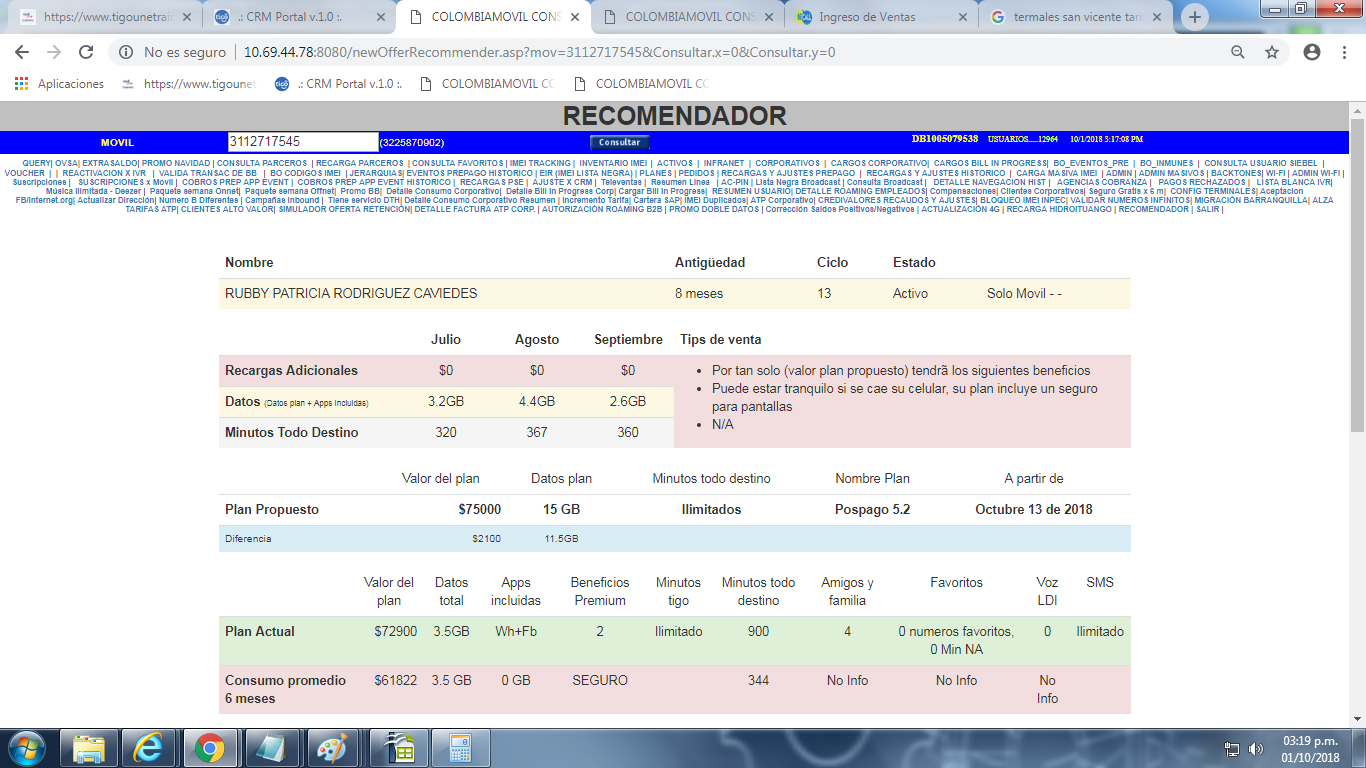 https://www.tigounetrain
.: CRM Portal v.1.0 :.
COLOMBIAMOVIL CONS
COLOMBIAMOVIL CONS
Ingreso de Ventas
termales san vicente tar
No es seguro | 10.69.44.78:8080/newOfferRecommender.asp?mov=3112717545&Consultar.x=0&Consultar.y=0
Aplicaciones
https://www.tigounet
.: CRM Portal v.1.0 :.
COLOMBIAMOVIL CO
COLOMBIAMOVIL CO
RECOMENDADOR
MOVIL 3112717545 (3225870902) Consultar DB1005079538 USUARIOS.....12964 10/1/2018 3:17:08 PM
QUERY| OVSA| EXTRASALDO| PROMO NAVIDAD | CONSULTA PARCEROS | RECARGA PARCEROS | CONSULTA FAVORITOS | IMEI TRACKING | INVENTARIO IMEI | ACTIVOS | INFRANET | CORPORATIVOS | CARGOS CORPORATIVO| CARGOS BILL IN PROGRESS| BO_EVENTOS_PRE | BO_INMUNES | CONSULTA USUARIO SIEBEL |
VOUCHER | | REACTIVACION X IVR | VALIDA TRANSAC DE BB | BO CODIGOS IMEI | JERARQUIAS| EVENTOS PREPAGO HISTORICO | EIR (IMEI LISTA NEGRA) | PLANES | PEDIDOS | RECARGAS Y AJUSTES PREPAGO | RECARGAS Y AJUSTES HISTORICO | CARGA MASIVA IMEI | ADMIN | ADMIN MASIVOS | BACKTONES| WI-FI | ADMIN WI-FI |
Suscripciones | SUSCRIPCIONES x Movil | COBROS PREP APP EVENT | COBROS PREP APP EVENT HISTORICO | RECARGAS PSE | AJUSTE X CRM | Televentas | Resumen Linea | AC-PIN | Lista Negra Broadcast | Consulta Broadcast | DETALLE NAVEGACION HIST | AGENCIAS COBRANZA | PAGOS RECHAZADOS | LISTA BLANCA IVR|
Musica Ilimitada - Deezer | Paquete semana Onnet| Paquete semana Offnet| Promo BB| Detalle Consumo Corporativo| Detalle Bill In Progress Corp| Cargar Bill In Progress Corp| RESUMEN USUARIO| DETALLE ROAMING EMPLEADOS| Compensaciones| Clientes Corporativos| Seguro Gratis x 6 m| CONFIG TERMINALES| Aceptacion
FB/Internet.org| Actualizar Dirección| Numero B Diferentes | Campañas Inbound | Tiene servicio DTH| Detalle Consumo Corporativo Resumen | Incremento Tarifa| Cartera SAP| IMEI Duplicados| ATP Corporativo| CREDIVALORES RECAUDOS Y AJUSTES| BLOQUEO IMEI INPEC| VALIDAR NUMEROS INFINITOS| MIGRACIÓN BARRANQUILLA| ALZA
TARIFAS ATP| CLIENTES ALTO VALOR| SIMULADOR OFERTA RETENCIÓN| DETALLE FACTURA ATP CORP. | AUTORIZACIÓN ROAMING B2B | PROMO DOBLE DATOS | Corrección Saldos Positivos/Negativos | ACTUALIZACIÓN 4G | RECARGA HIDROITUANGO | RECOMENDADOR | SALIR |
Nombre Antigüedad Ciclo Estado
RUBBY PATRICIA RODRIGUEZ CAVIEDES 8 meses 13 Activo Solo Movil - -
Julio Agosto Septiembre Tips de venta
Recargas Adicionales $0 $0 $0
Datos (Datos plan + Apps Incluidas) 3.2GB 4.4GB 2.6GB
Minutos Todo Destino 320 367 360
• Por tan solo (valor plan propuesto) tendrã los siguientes beneficios
• Puede estar tranquilo si se cae su celular, su plan incluye un seguro
para pantallas
• N/A
Valor del plan Datos plan Minutos todo destino Nombre Plan A partir de
Plan Propuesto $75000 15 GB Ilimitados Pospago 5.2 Octubre 13 de 2018
Diferencia $2100 11.5GB
Valor del plan Datos total Apps incluidas Beneficios Premium Minutos tigo Minutos todo destino Amigos y familia Favoritos Voz LDI SMS
Plan Actual $72900 3.5GB Wh+Fb 2 Ilimitado 900 4 0 numeros favoritos, 0 Min NA 0 Ilimitado
Consumo promedio 6 meses $61822 3.5 GB 0 GB SEGURO 344 No Info No Info No Info
03:19 p.m.
01/10/2018